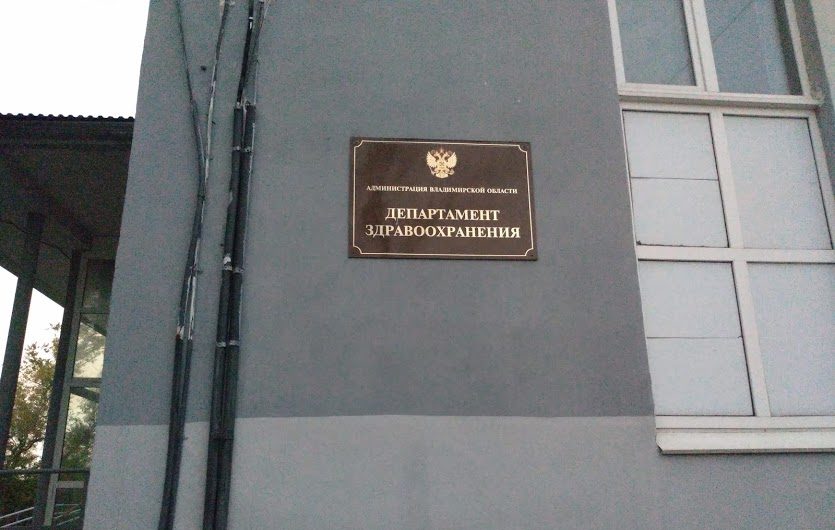 АДМИНИСТРАЦИЯ ВЛАДИМИРСКОЙ ОБЛАСТИ
ДЕПАРТАМЕНТ
ЗДРАВООХРАНЕНИЯ